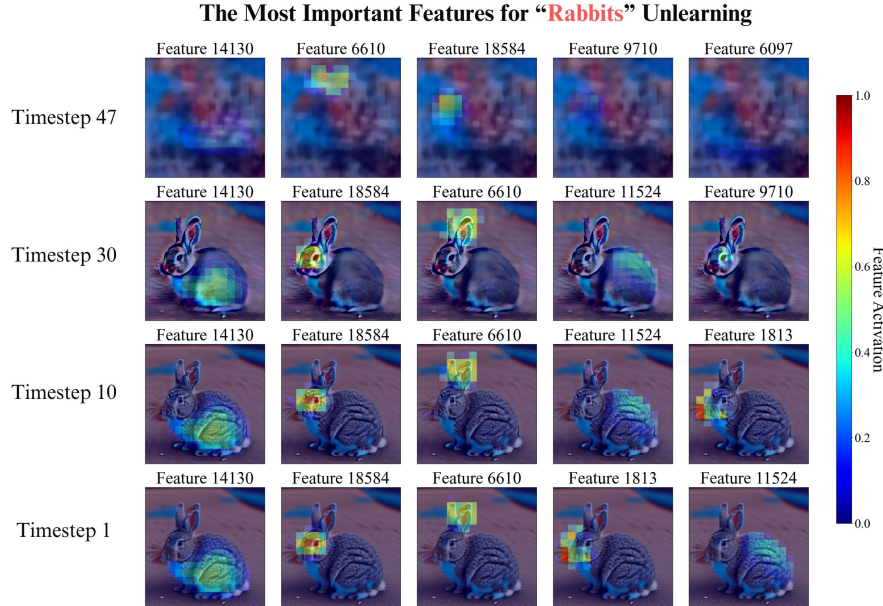 The Most Important Features for “Rabbits” Unlearning
Feature 14130 Feature 6610 Feature 18584 Feature 9710 Feature 6097
Timestep 47
Feature 14130 Feature 18584 Feature 6610 Feature 11524 Feature 9710
Timestep 30
Feature 14130 Feature 18584 Feature 6610 Feature 11524 Feature 1813
Timestep 10
Feature 14130 Feature 18584 Feature 6610 Feature 1813 Feature 11524
Timestep 1
1.0
0.8
0.6
0.4
0.2
0.0
Feature Activation